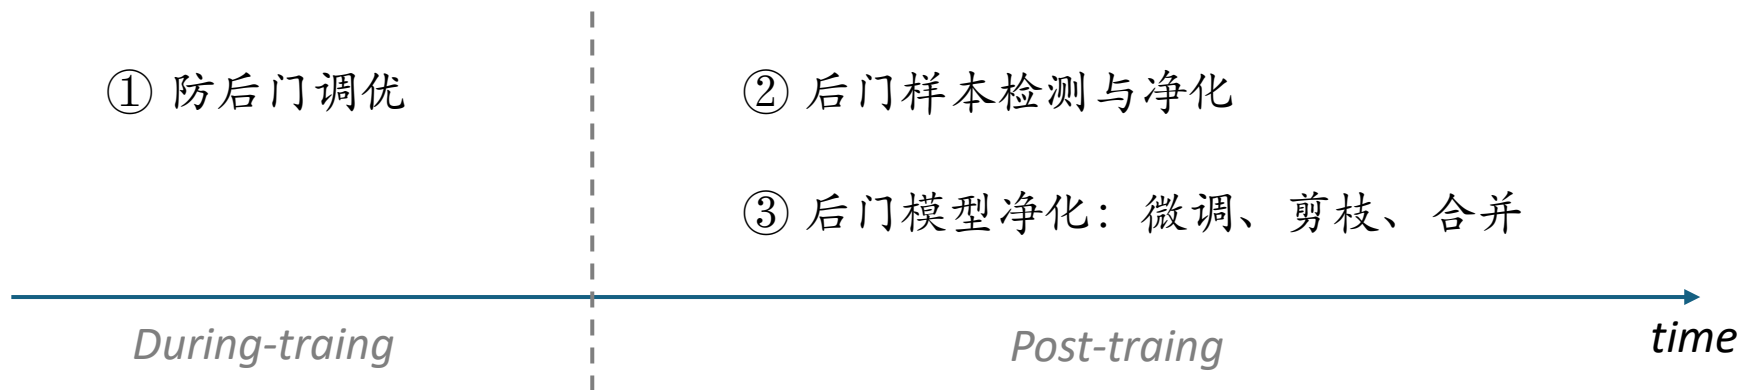 ① 防后门调优
② 后门样本检测与净化
③ 后门模型净化：微调、剪枝、合并
During-traing
Post-traing
time